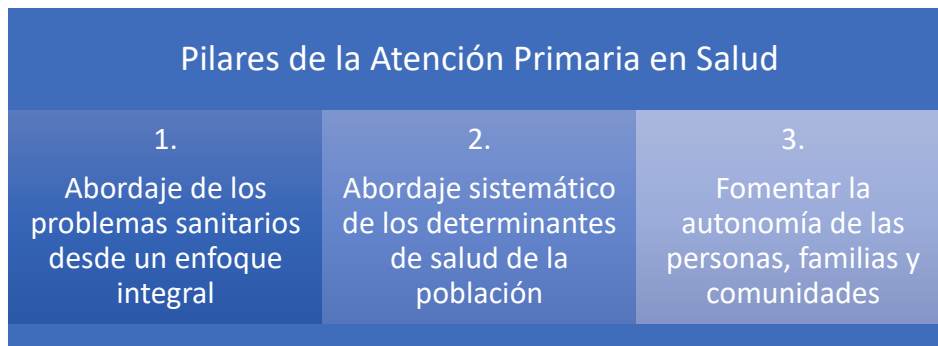 Pilares de la Atención Primaria en Salud
1.
Abordaje de los
problemas sanitarios
desde un enfoque
integral
2.
Abordaje sistemático
de los determinantes
de salud de la
población
3.
Fomentar la
autonomía de las
personas, familias y
comunidades